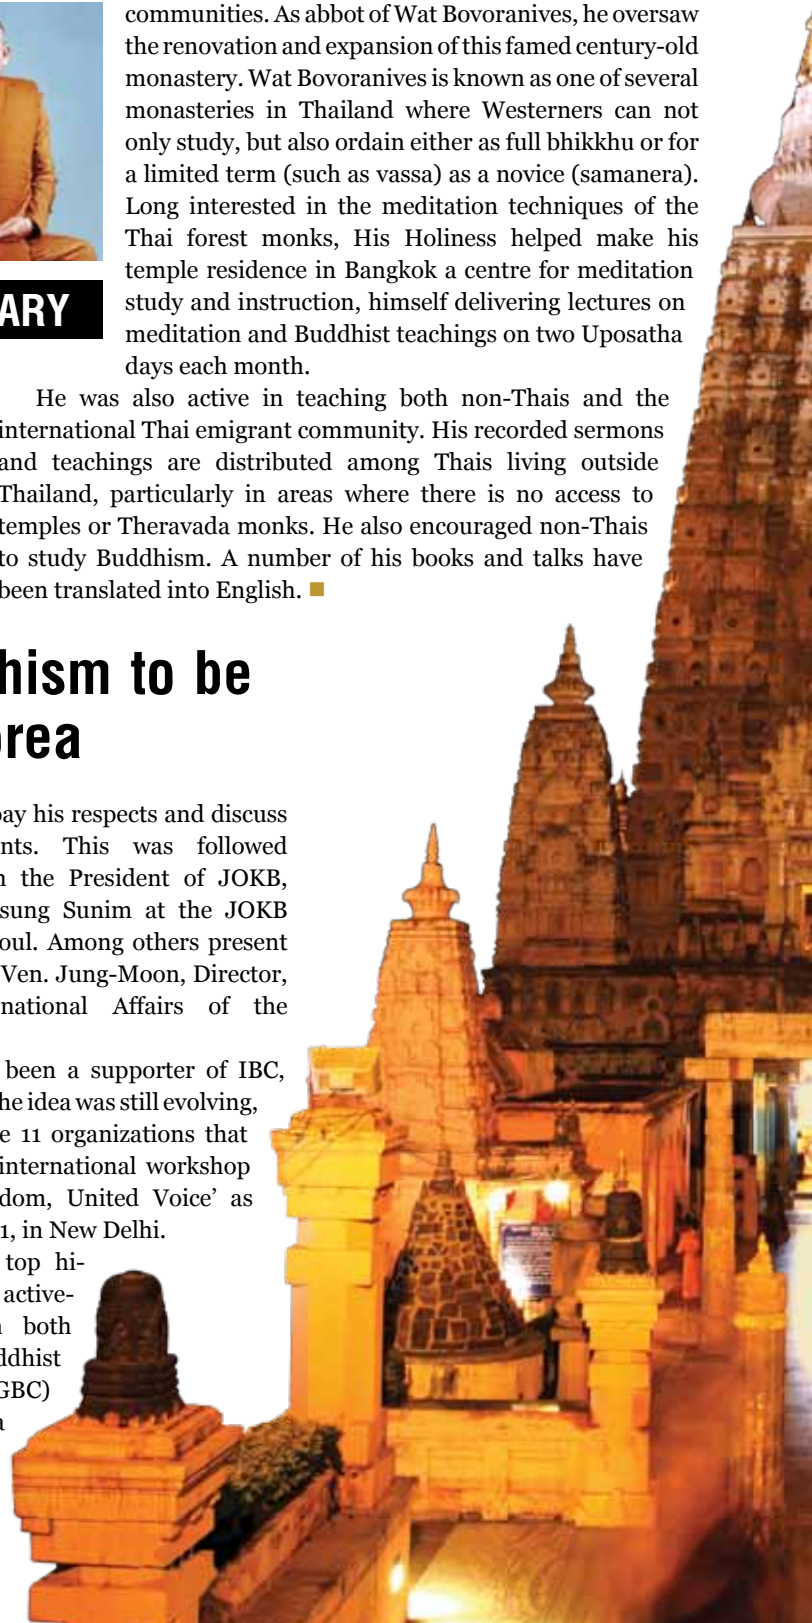 communities. As abbot of Wat Bovoranives, he oversaw
the renovation and expansion of this famed century-old
monastery. Wat Bovoranives is known as one of several
monasteries in Thailand where Westerners can not
only study, but also ordain either as full bhikkhu or for
a limited term (such as vassa) as a novice (samanera).
Long interested in the meditation techniques of the
Thai forest monks, His Holiness helped make his
temple residence in Bangkok a centre for meditation
study and instruction, himself delivering lectures on
meditation and Buddhist teachings on two Uposatha
days each month.
ARY
He was also active in teaching both non-Thais and the
international Thai emigrant community. His recorded sermons
and teachings are distributed among Thais living outside
Thailand, particularly in areas where there is no access to
temples or Theravada monks. He also encouraged non-Thais
to study Buddhism. A number of his books and talks have
been translated into English. ■
hism to be
rea
pay his respects and discuss
nts. This was followed
the President of JOKB,
sung Sunim at the JOKB
oul. Among others present
Ven. Jung-Moon, Director,
national Affairs of the
been a supporter of IBC,
he idea was still evolving,
e 11 organizations that
international workshop
dom, United Voice’ as
1, in New Delhi.
top hi-
active-
both
ddhist
GBC)
a